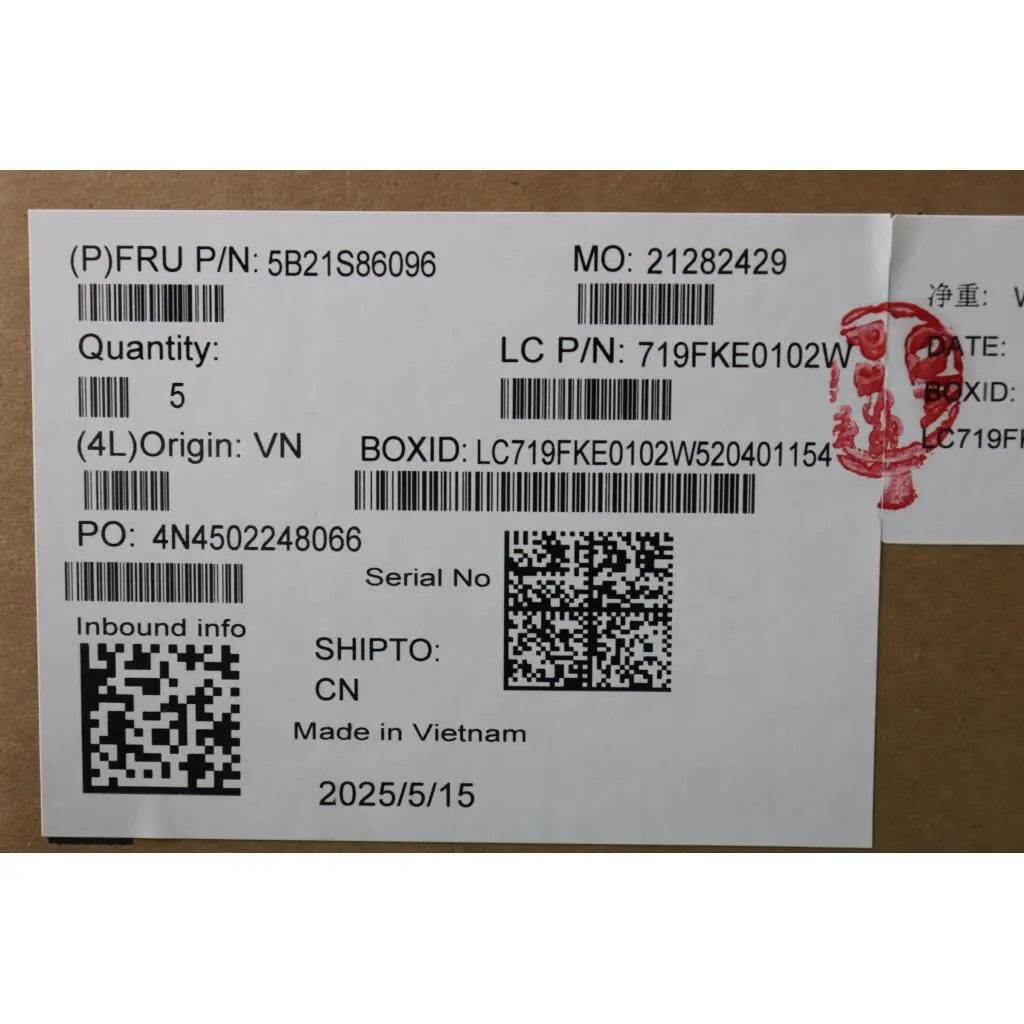 (P)FRU P/N: 5B21S86096
MO: 21282429
Quantity:
5
LC P/N: 719FKE0102W
(4L)Origin: VN
BOXID: LC719FKE0102W520401154
PO: 4N4502248066
Serial No
Inbound info
SHIPTO:
CN
Made in Vietnam
2025/5/15
净重:
DATE:
BOXID:
LC719F